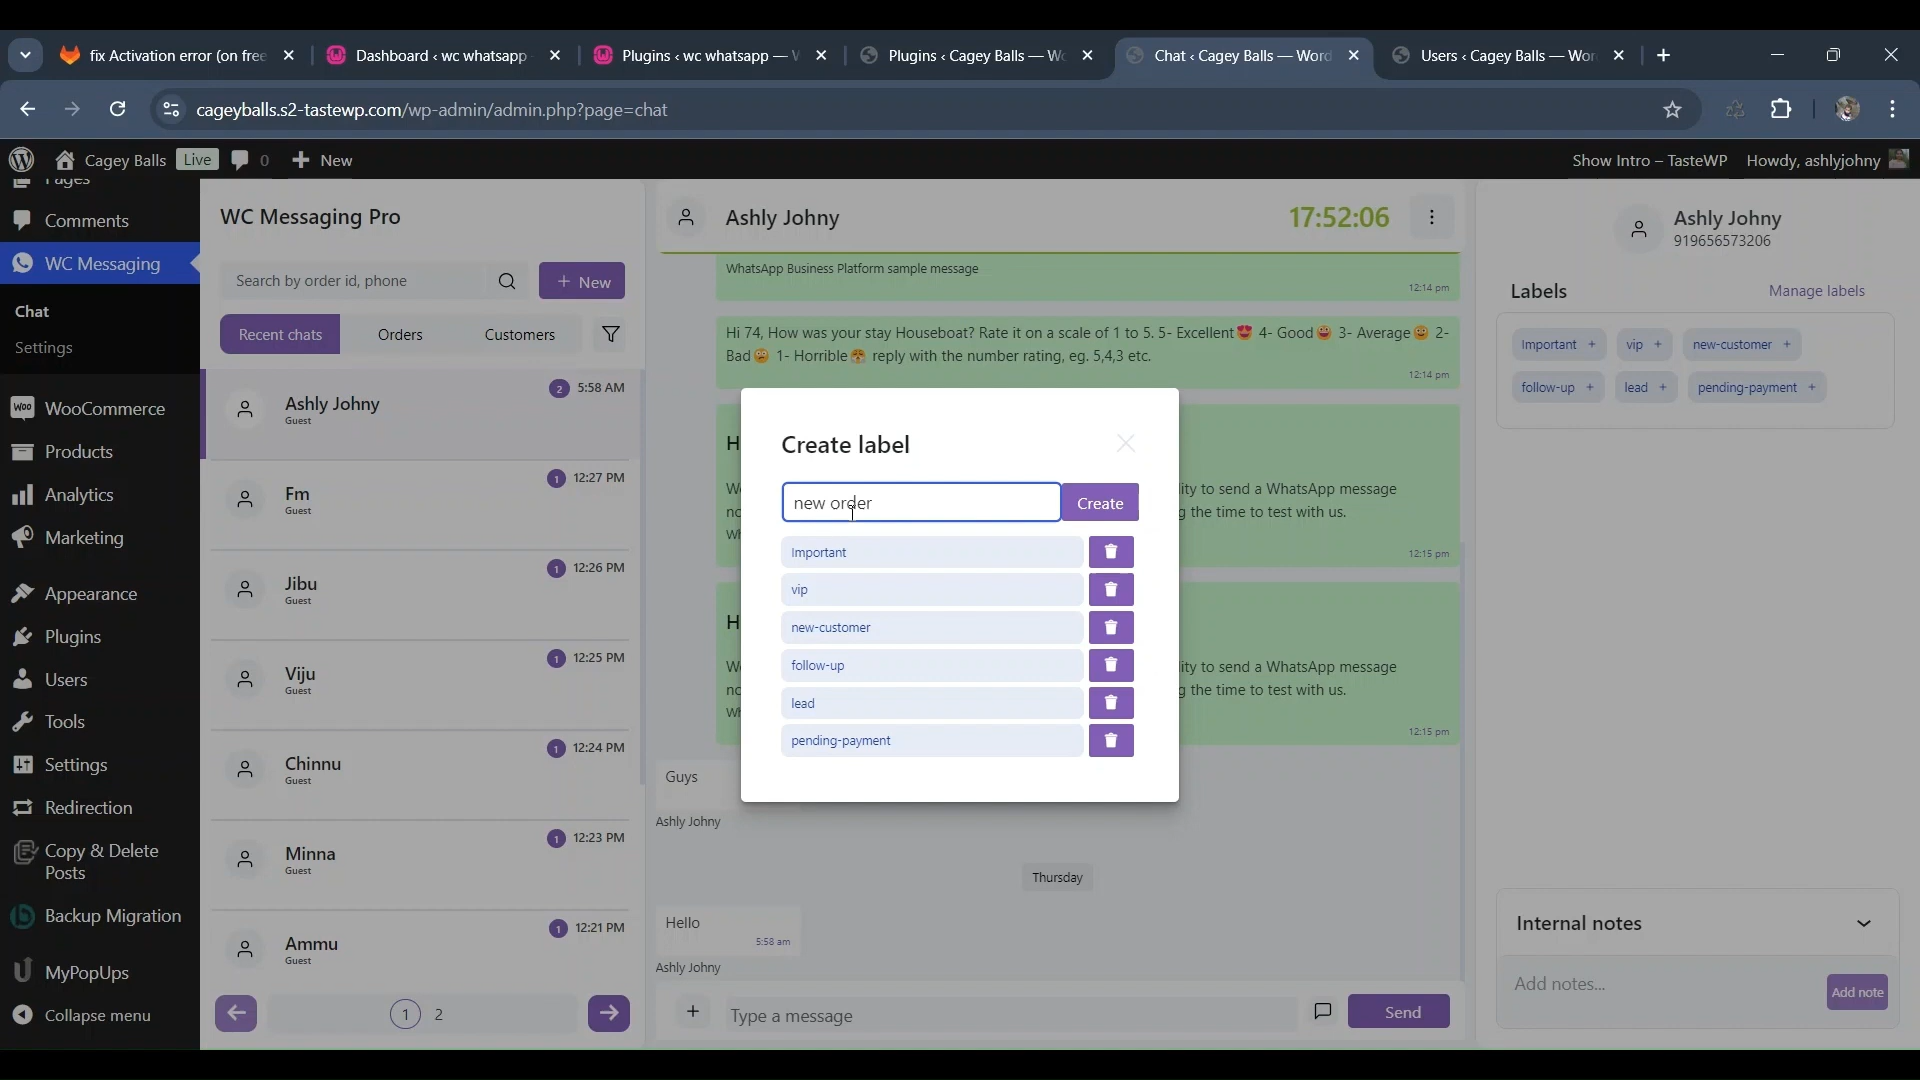 fix Activation error (on free
Dashboard ‹ wc whatsapp
Plugins ‹ wc whatsapp —
Plugins ‹ Cagey Balls — Wo
Chat ‹ Cagey Balls — Word
Users ‹ Cagey Balls — Wor
cageyballs.s2-tastewp.com/wp-admin/admin.php?page=chat
Cagey Balls
Live
0
New
Show Intro – TasteWP
Howdy, ashlyjohny
Pages
Comments
WC Messaging
Chat
Settings
WooCommerce
Products
Analytics
Marketing
Appearance
Plugins
Users
Tools
Settings
Redirection
Copy & Delete
Posts
Backup Migration
MyPopUps
Collapse menu
WC Messaging Pro
Search by order id, phone
+ New
Recent chats
Orders
Customers
Ashly Johny
Guest
2 5:58 AM
Fm
Guest
1 12:27 PM
Jibu
Guest
1 12:26 PM
Viju
Guest
1 12:25 PM
Chinnu
Guest
1 12:24 PM
Minna
Guest
1 12:23 PM
Ammu
Guest
1 12:21 PM
1 2
Ashly Johny
17:52:06
WhatsApp Business Platform sample message
12:14 pm
Hi 74, How was your stay Houseboat? Rate it on a scale of 1 to 5. 5- Excellent😍 4- Good😀 3- Average😐 2-
Bad😕 1- Horrible😤 reply with the number rating, eg. 5,4,3 etc.
12:14 pm
H
ity to send a WhatsApp message
g the time to test with us.
12:15 pm
H
ity to send a WhatsApp message
g the time to test with us.
12:15 pm
Guys
Ashly Johny
Thursday
Hello
5:58 am
Ashly Johny
Type a message
Send
Create label
new order
Create
Important
vip
new-customer
follow-up
lead
pending-payment
Ashly Johny
919656573206
Labels
Manage labels
Important +
vip +
new-customer +
follow-up +
lead +
pending-payment +
Internal notes
Add notes...
Add note